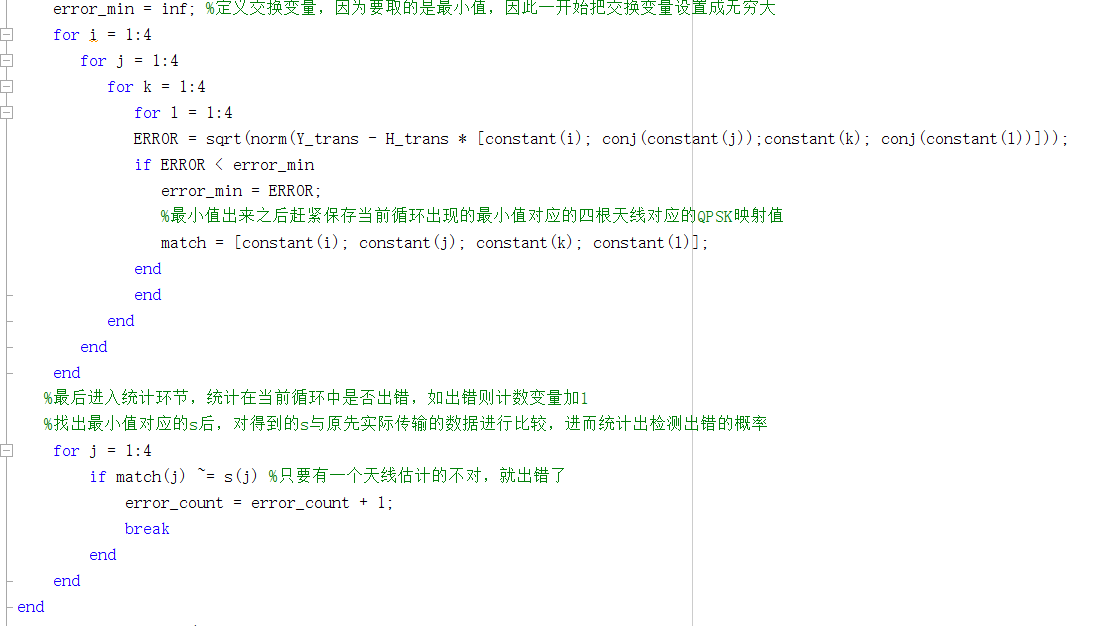 error_min = inf; %定义交换变量，因为要取的是最小值，因此一开始把交换变量设置成无穷大
for i = 1:4
for j = 1:4
for k = 1:4
for l = 1:4
ERROR = sqrt(norm(Y_trans - H_trans * [constant(i); conj(constant(j));constant(k); conj(constant(l))]));
if ERROR < error_min
error_min = ERROR;
%最小值出来之后赶紧保存当前循环出现的最小值对应的四根天线对应的QPSK映射值
match = [constant(i); constant(j); constant(k); constant(l)];
end
end
end
end
end
%最后进入统计环节，统计在当前循环中是否出错，如出错则计数变量加1
%找出最小值对应的s后，对得到的s与原先实际传输的数据进行比较，进而统计出检测出错的概率
for j = 1:4
if match(j) ~= s(j) %只要有一个天线估计的不对，就出错了
error_count = error_count + 1;
break
end
end
end